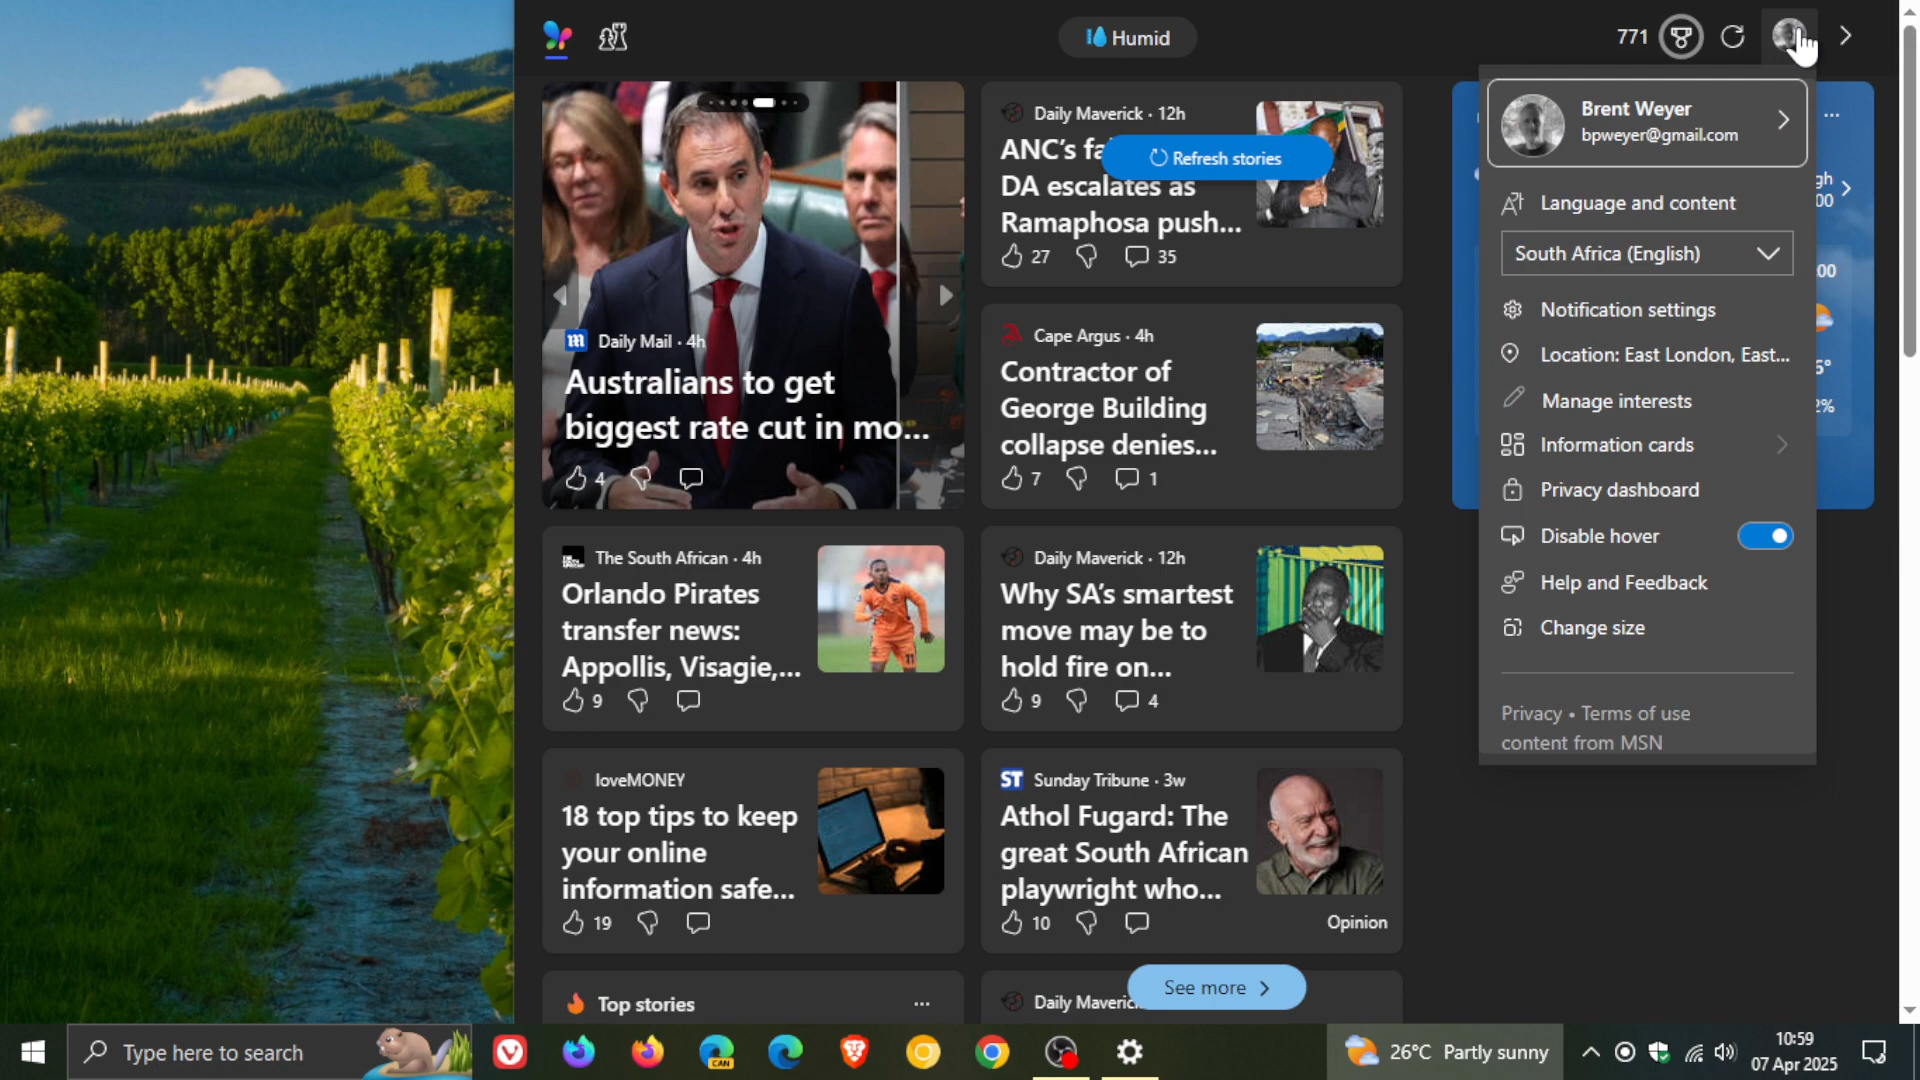 Humid
771
Daily Mail · 4h
Australians to get
biggest rate cut in mo...
4
Daily Maverick · 12h
ANC's fa
DA escalates as
Ramaphosa push...
27
35
Refresh stories
Cape Argus · 4h
Contractor of
George Building
collapse denies...
7
1
The South African · 4h
Orlando Pirates
transfer news:
Appollis, Visagie,...
9
Daily Maverick · 12h
Why SA's smartest
move may be to
hold fire on...
9
4
loveMONEY
18 top tips to keep
your online
information safe...
19
ST Sunday Tribune · 3w
Athol Fugard: The
great South African
playwright who...
10
Opinion
Top stories
...
Daily Maveric
See more
Brent Weyer
bpweyer@gmail.com
Language and content
South Africa (English)
Notification settings
Location: East London, East...
Manage interests
Information cards
Privacy dashboard
Disable hover
Help and Feedback
Change size
Privacy • Terms of use
content from MSN
...
gh
00
:00
5°
2%
Type here to search
CAN
26°C Partly sunny
10:59
07 Apr 2025